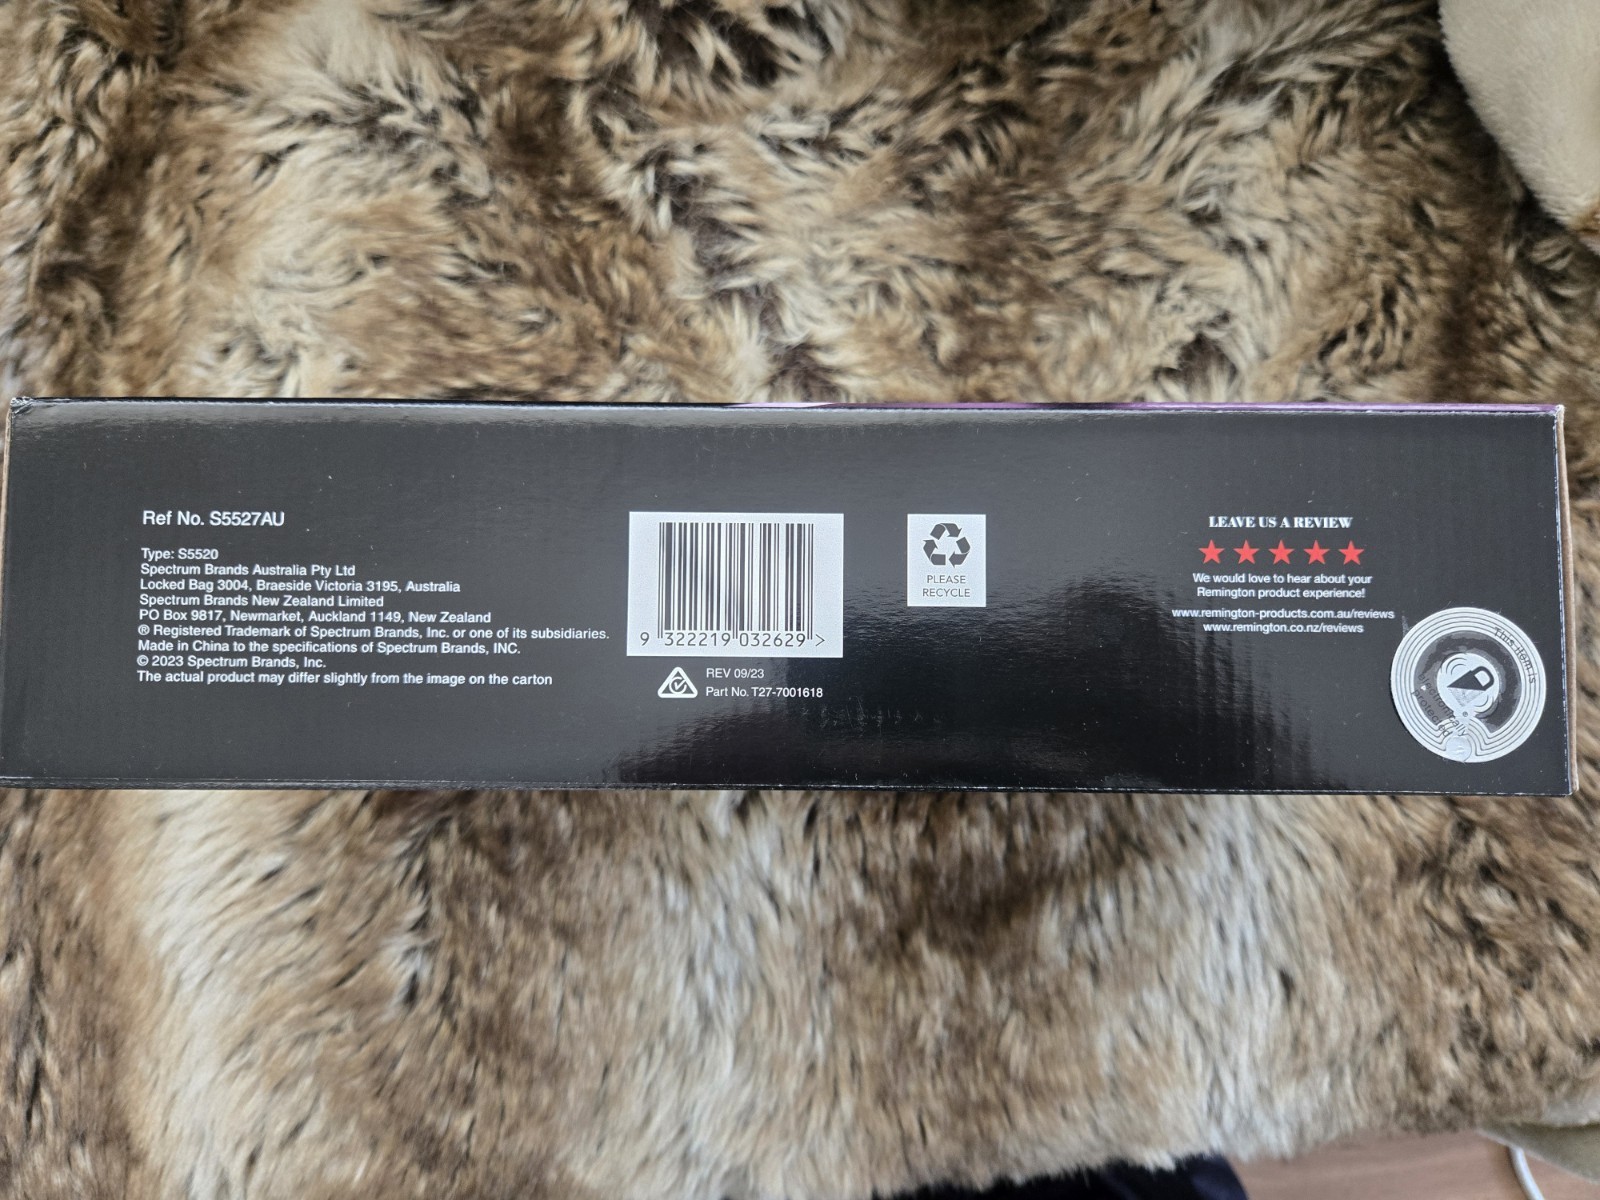 Ref No. S5527AU
Type: S5520
Spectrum Brands Australia Pty Ltd
Locked Bag 3004, Braeside Victoria 3195, Australia
Spectrum Brands New Zealand Limited
PO Box 9817, Newmarket, Auckland 1149, New Zealand
® Registered Trademark of Spectrum Brands, Inc. or one of its subsidiaries.
Made in China to the specifications of Spectrum Brands, INC.
© 2023 Spectrum Brands, Inc.
The actual product may differ slightly from the image on the carton
9 322219 032629 >
REV 09/23
Part No. T27-7001618
PLEASE
RECYCLE
LEAVE US A REVIEW
We would love to hear about your
Remington product experience!
www.remington-products.com.au/reviews
www.remington.co.nz/reviews
This item is
protected